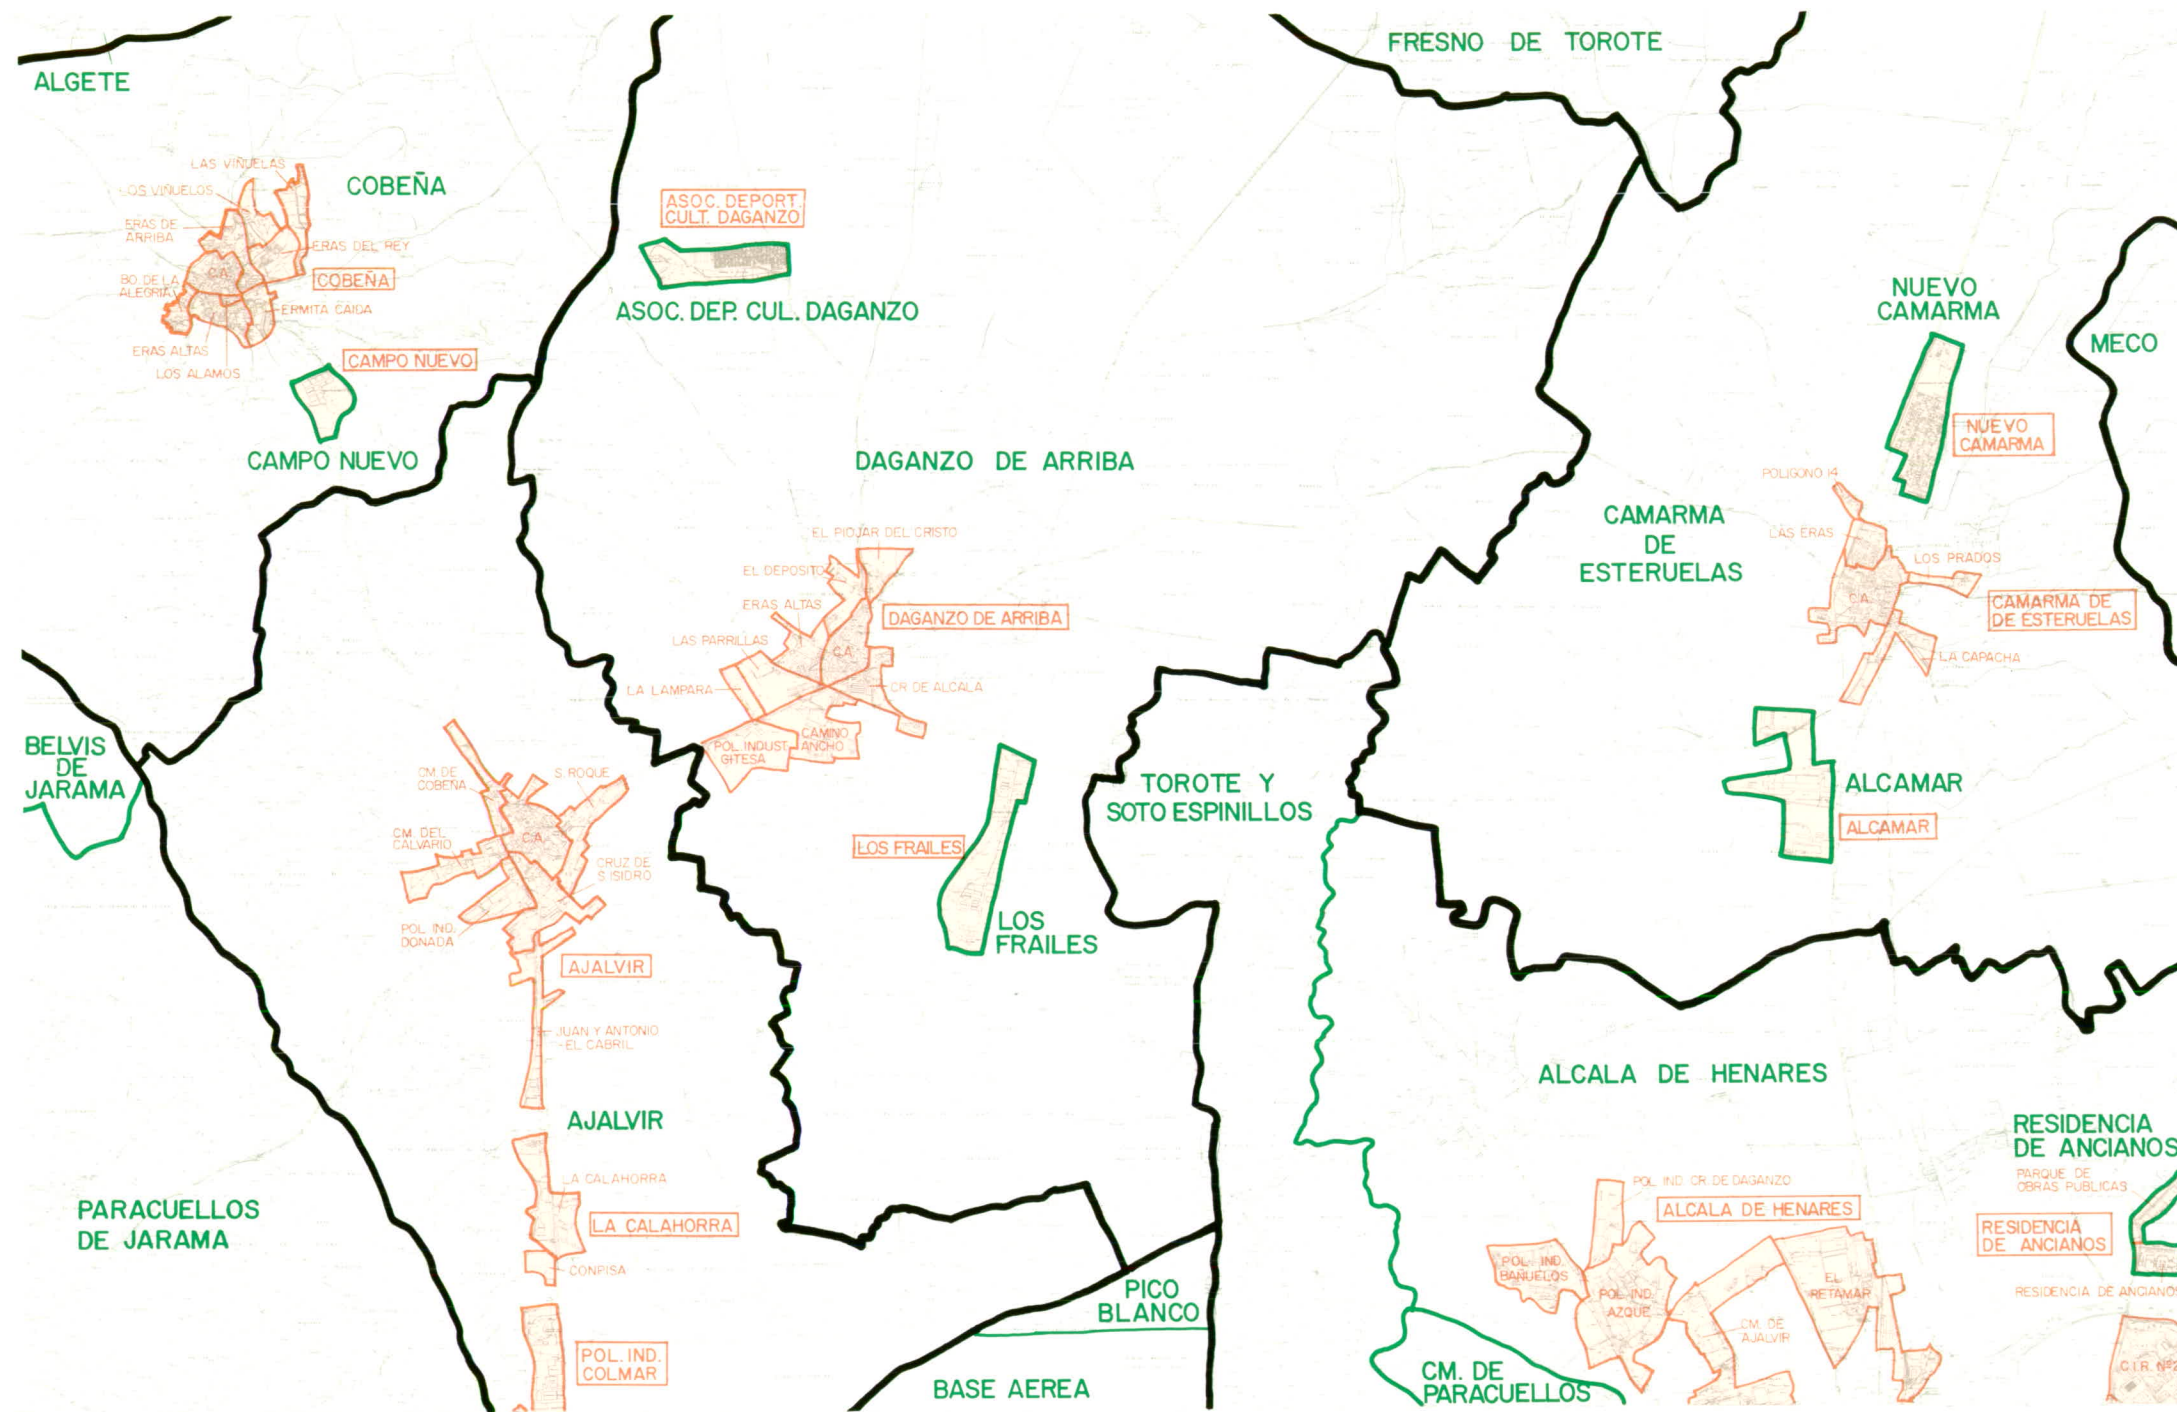 ALGETE
FRESNO DE TOROTE
LAS VIÑUELAS
LOS VIÑUELOS
COBEÑA
ERAS DE
ARRIBA
ERAS DEL REY
C.A.
COBEÑA
BO. DE LA
ALEGRIA
ERMITA CAIDA
ERAS ALTAS
LOS ALAMOS
CAMPO NUEVO
CAMPO NUEVO
ASOC. DEPORT.
CULT. DAGANZO
ASOC. DEP. CUL. DAGANZO
NUEVO
CAMARMA
MECO
NUEVO
CAMARMA
DAGANZO DE ARRIBA
POLIGONO 14
CAMARMA
DE
ESTERUELAS
LAS ERAS
LOS PRADOS
C.A.
CAMARMA DE
DE ESTERUELAS
LA CAPACHA
EL PIOJAR DEL CRISTO
EL DEPOSITO
ERAS ALTAS
DAGANZO DE ARRIBA
LAS PARRILLAS
C.A.
LA LAMPARA
CR. DE ALCALA
CAMINO
ANCHO
POL. INDUST.
GITESA
BELVIS
DE
JARAMA
CM. DE
COBEÑA
S. ROQUE
C.A.
CM. DEL
CALVARIO
CRUZ DE
S. ISIDRO
POL. IND.
DONADA
AJALVIR
JUAN Y ANTONIO
EL CABRIL
AJALVIR
LOS FRAILES
LOS
FRAILES
TOROTE Y
SOTO ESPINILLOS
ALCAMAR
ALCAMAR
ALCALA DE HENARES
RESIDENCIA
DE ANCIANOS
PARQUE DE
OBRAS PUBLICAS
RESIDENCIA
DE ANCIANOS
RESIDENCIA DE ANCIANOS
PARACUELLOS
DE JARAMA
LA CALAHORRA
LA CALAHORRA
CONPISA
POL. IND.
COLMAR
PICO
BLANCO
BASE AEREA
POL. IND. CR. DE DAGANZO
ALCALA DE HENARES
POL. IND.
BAÑUELOS
POL. IND.
AZQUE
EL
RETAMAR
CM. DE
AJALVIR
CM. DE
PARACUELLOS
C.I.R. Nº2